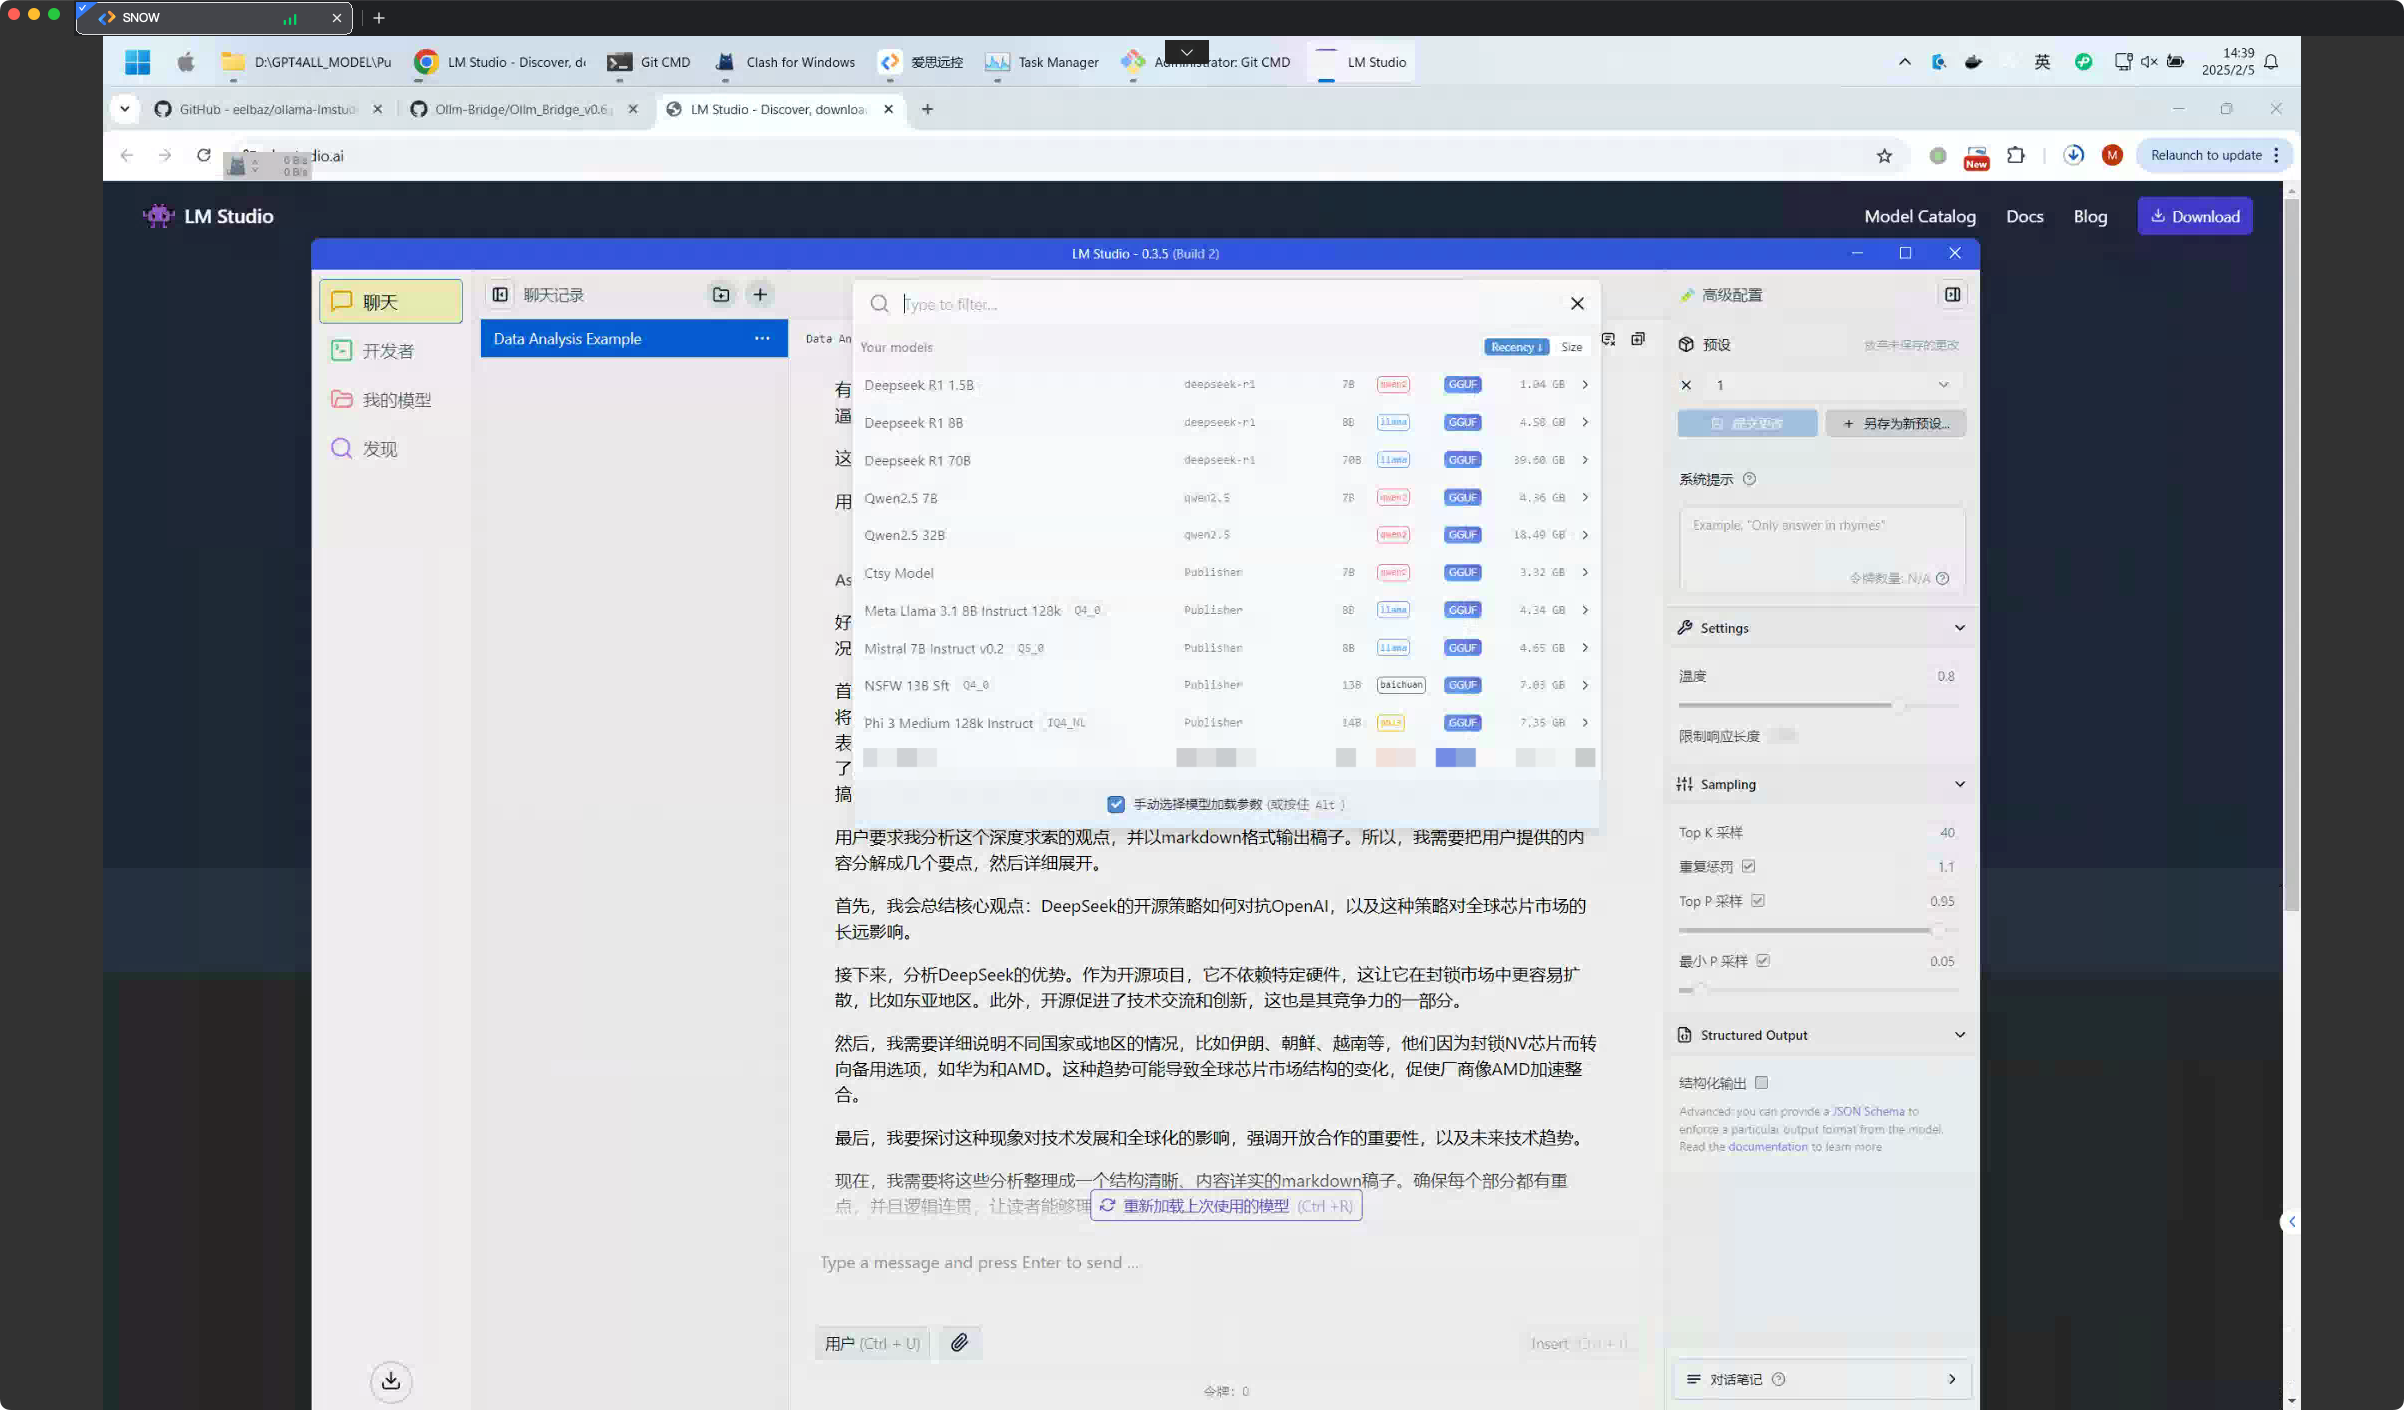 SNOW
D:\GPT4ALL_MODEL\Pu
LM Studio - Discover, d
Git CMD
Clash for Windows
爱思远控
Task Manager
Administrator: Git CMD
LM Studio
英
14:39
2025/2/5
GitHub - eelbaz/ollama-lmstud
Ollm-Bridge/Ollm_Bridge_v0.6
LM Studio - Discover, downloa
dio.ai
0 B/s
0 B/s
New
M
Relaunch to update
LM Studio
Model Catalog
Docs
Blog
Download
LM Studio - 0.3.5 (Build 2)
聊天
开发者
我的模型
发现
聊天记录
Data Analysis Example
Data An
Type to filter...
Your models
Recency ↓
Size
Deepseek R1 1.5B deepseek-r1 7B qwen2 GGUF 1.04 GB
Deepseek R1 8B deepseek-r1 8B llama GGUF 4.58 GB
Deepseek R1 70B deepseek-r1 70B llama GGUF 39.60 GB
Qwen2.5 7B qwen2.5 7B qwen2 GGUF 4.36 GB
Qwen2.5 32B qwen2.5 qwen2 GGUF 18.49 GB
Ctsy Model Publisher 7B qwen2 GGUF 3.32 GB
Meta Llama 3.1 8B Instruct 128k Q4_0 Publisher 8B llama GGUF 4.34 GB
Mistral 7B Instruct v0.2 Q5_0 Publisher 8B llama GGUF 4.65 GB
NSFW 13B Sft Q4_0 Publisher 13B baichuan GGUF 7.03 GB
Phi 3 Medium 128k Instruct IQ4_NL Publisher 14B phi3 GGUF 7.35 GB
手动选择模型加载参数 (或按住 Alt )
有
逼
这
用
As
好
况
首
将
表
了
搞
用户要求我分析这个深度求索的观点，并以markdown格式输出稿子。所以，我需要把用户提供的内
容分解成几个要点，然后详细展开。
首先，我会总结核心观点：DeepSeek的开源策略如何对抗OpenAI，以及这种策略对全球芯片市场的
长远影响。
接下来，分析DeepSeek的优势。作为开源项目，它不依赖特定硬件，这让它在封锁市场中更容易扩
散，比如东亚地区。此外，开源促进了技术交流和创新，这也是其竞争力的一部分。
然后，我需要详细说明不同国家或地区的情况，比如伊朗、朝鲜、越南等，他们因为封锁NV芯片而转
向备用选项，如华为和AMD。这种趋势可能导致全球芯片市场结构的变化，促使厂商像AMD加速整
合。
最后，我要探讨这种现象对技术发展和全球化的影响，强调开放合作的重要性，以及未来技术趋势。
现在，我需要将这些分析整理成一个结构清晰、内容详实的markdown稿子。确保每个部分都有重
点，并且逻辑连贯，让读者能够理
重新加载上次使用的模型 (Ctrl +R)
Type a message and press Enter to send ...
用户 (Ctrl + U)
Insert
令牌：0
高级配置
预设
放弃未保存的更改
1
提交更改
+ 另存为新预设...
系统提示
Example, "Only answer in rhymes"
令牌数量: N/A
Settings
温度 0.8
限制响应长度
Sampling
Top K 采样 40
重复惩罚 1.1
Top P 采样 0.95
最小 P 采样 0.05
Structured Output
结构化输出
Advanced: you can provide a JSON Schema to
enforce a particular output format from the model.
Read the documentation to learn more
对话笔记